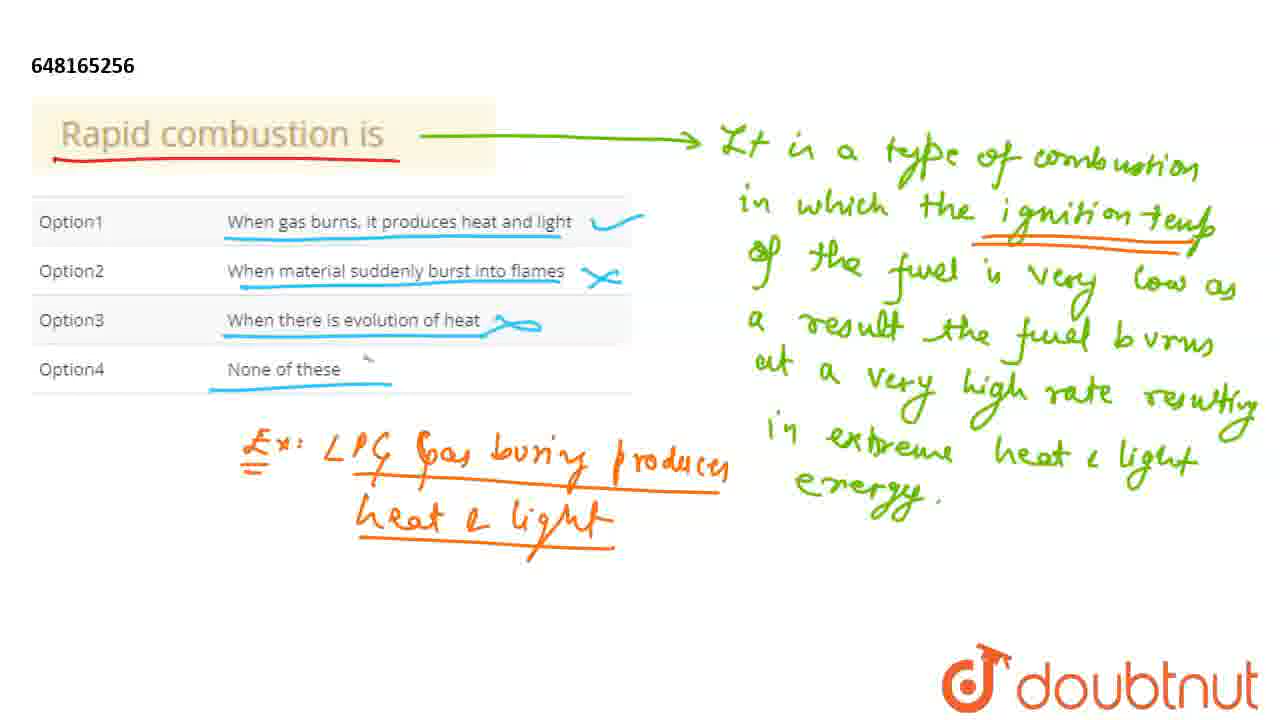 648165256
Rapid combustion is
Option1 When gas burns, it produces heat and light
Option2 When material suddenly burst into flames
Option3 When there is evolution of heat
Option4 None of these
It is a type of combustion
in which the ignition temp
of the fuel is very low as
a result the fuel burns
at a very high rate resulting
in extreme heat & light
energy.
Ex: LPG Gas buring produces
heat & light
doubtnut